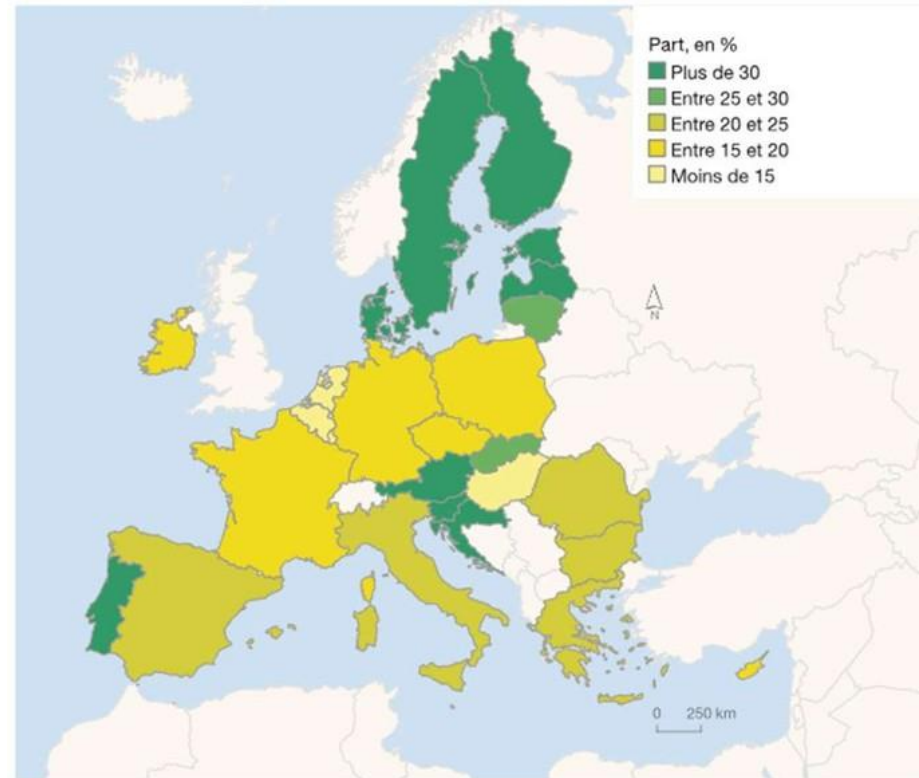 Part, en %
Plus de 30
Entre 25 et 30
Entre 20 et 25
Entre 15 et 20
Moins de 15
N
0 250 km